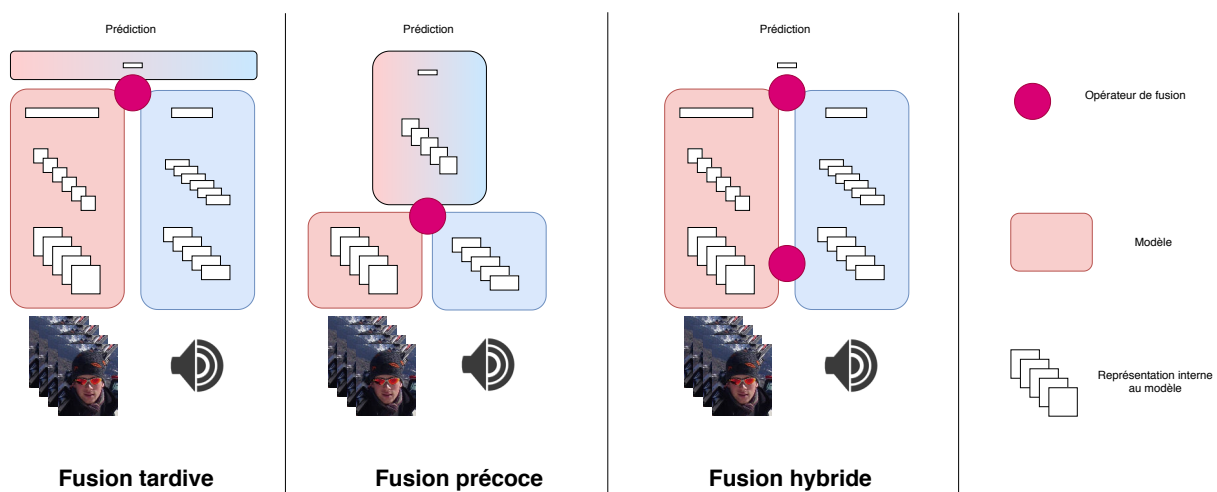 Prédiction
Prédiction
Prédiction
Opérateur de fusion
Modèle
Représentation interne
au modèle
Fusion tardive
Fusion précoce
Fusion hybride